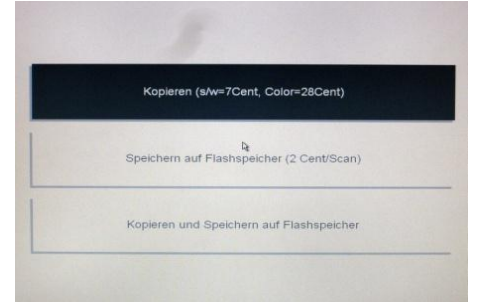 Kopieren (s/w=7Cent, Color=28Cent)
Speichern auf Flashspeicher (2 Cent/Scan)
Kopieren und Speichern auf Flashspeicher